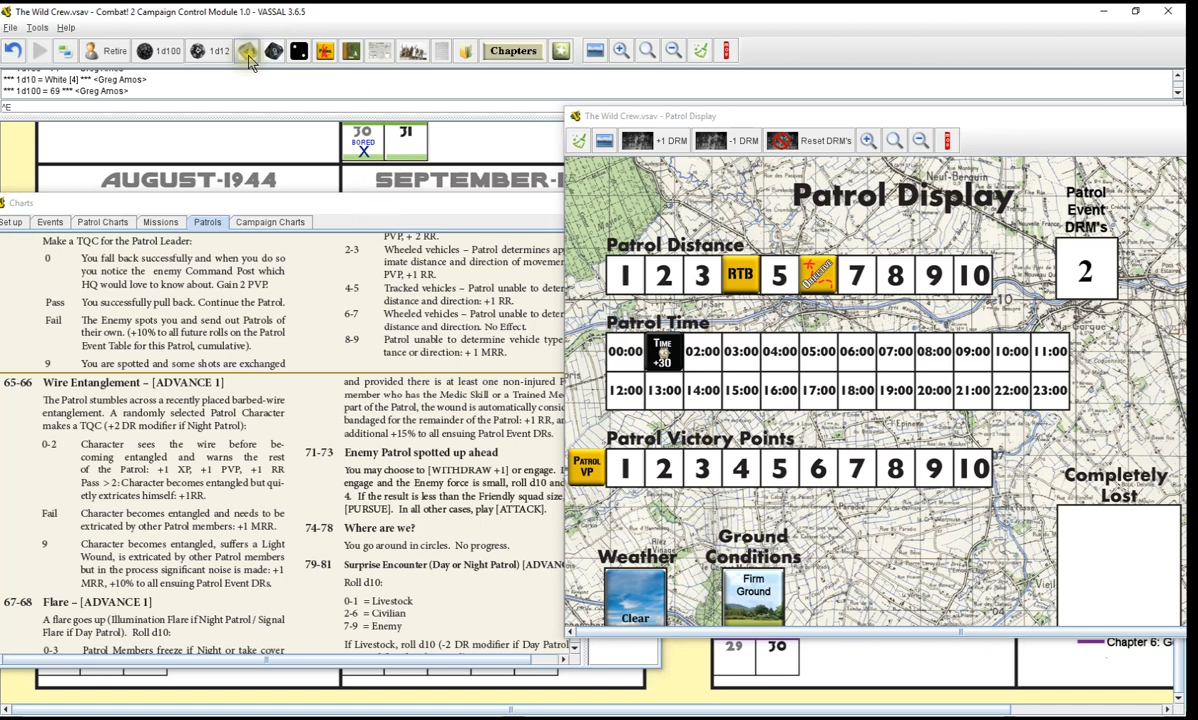 The Wild Crew.vsav - Combat! 2 Campaign Control Module 1.0 - VASSAL 3.6.5
File Tools Help
Retire 1d100 1d12 Chapters
*** 1d10 = White [4] *** <Greg Amos>
*** 1d100 = 69 *** <Greg Amos>
^E
30 31
BORED
X
AUGUST-1944 SEPTEMBER-1
Charts
Set up Events Patrol Charts Missions Patrols Campaign Charts
Make a TQC for the Patrol Leader:
0 You fall back successfully and when you do so
you notice the enemy Command Post which
HQ would love to know about. Gain 2 PVP.
Pass You successfully pull back. Continue the Patrol.
Fail The Enemy spots you and send out Patrols of
their own. (+10% to all future rolls on the Patrol
Event Table for this Patrol, cumulative).
9 You are spotted and some shots are exchanged
65-66 Wire Entanglement – [ADVANCE 1]
The Patrol stumbles across a recently placed barbed-wire
entanglement. A randomly selected Patrol Character
makes a TQC (+2 DR modifier if Night Patrol):
0-2 Character sees the wire before be-
coming entangled and warns the rest
of the Patrol: +1 XP, +1 PVP, +1 RR
Pass > 2: Character becomes entangled but qui-
etly extricates himself: +1RR.
Fail Character becomes entangled and needs to be
extricated by other Patrol members: +1 MRR.
9 Character becomes entangled, suffers a Light
Wound, is extricated by other Patrol members
but in the process significant noise is made: +1
MRR, +10% to all ensuing Patrol Event DRs.
67-68 Flare – [ADVANCE 1]
A flare goes up (Illumination Flare if Night Patrol / Signal
Flare if Day Patrol). Roll d10:
0-3 Patrol Members freeze if Night or take cover
PVP, + 2 RR.
2-3 Wheeled vehicles – Patrol determines ap
imate distance and direction of movemen
PVP, +1 RR.
4-5 Tracked vehicles – Patrol unable to deter
distance and direction: +1 RR.
6-7 Wheeled vehicles – Patrol unable to deter
distance and direction. No Effect.
8-9 Patrol unable to determine vehicle type
tance or direction: + 1 MRR.
and provided there is at least one non-injured P
member who has the Medic Skill or a Trained Me
part of the Patrol, the wound is automatically consid
bandaged for the remainder of the Patrol: +1 RR, an
additional +15% to all ensuing Patrol Event DRs.
71-73 Enemy Patrol spotted up ahead
You may choose to [WITHDRAW +1] or engage. I
engage and the Enemy force is small, roll d10 and
4. If the result is less than the Friendly squad size
[PURSUE]. In all other cases, play [ATTACK].
74-78 Where are we?
You go around in circles. No progress.
79-81 Surprise Encounter (Day or Night Patrol) [ADVANC
Roll d10:
0-1 = Livestock
2-6 = Civilian
7-9 = Enemy
If Livestock, roll d10 (-2 DR modifier if Day Patrol
The Wild Crew.vsav - Patrol Display
+1 DRM -1 DRM Reset DRM's
Neuf-Berquin
Patrol Display
Patrol
Event
DRM's
2
Patrol Distance
1 2 3 RTB 5 OBJECTIVE 7 8 9 10
Patrol Time
00:00 TIME +30 02:00 03:00 04:00 05:00 06:00 07:00 08:00 09:00 10:00 11:00
12:00 13:00 14:00 15:00 16:00 17:00 18:00 19:00 20:00 21:00 22:00 23:00
Patrol Victory Points
PATROL VP 1 2 3 4 5 6 7 8 9 10
Completely
Lost
Weather
Clear
Ground
Conditions
Firm
Ground
29 30
Chapter 6: G